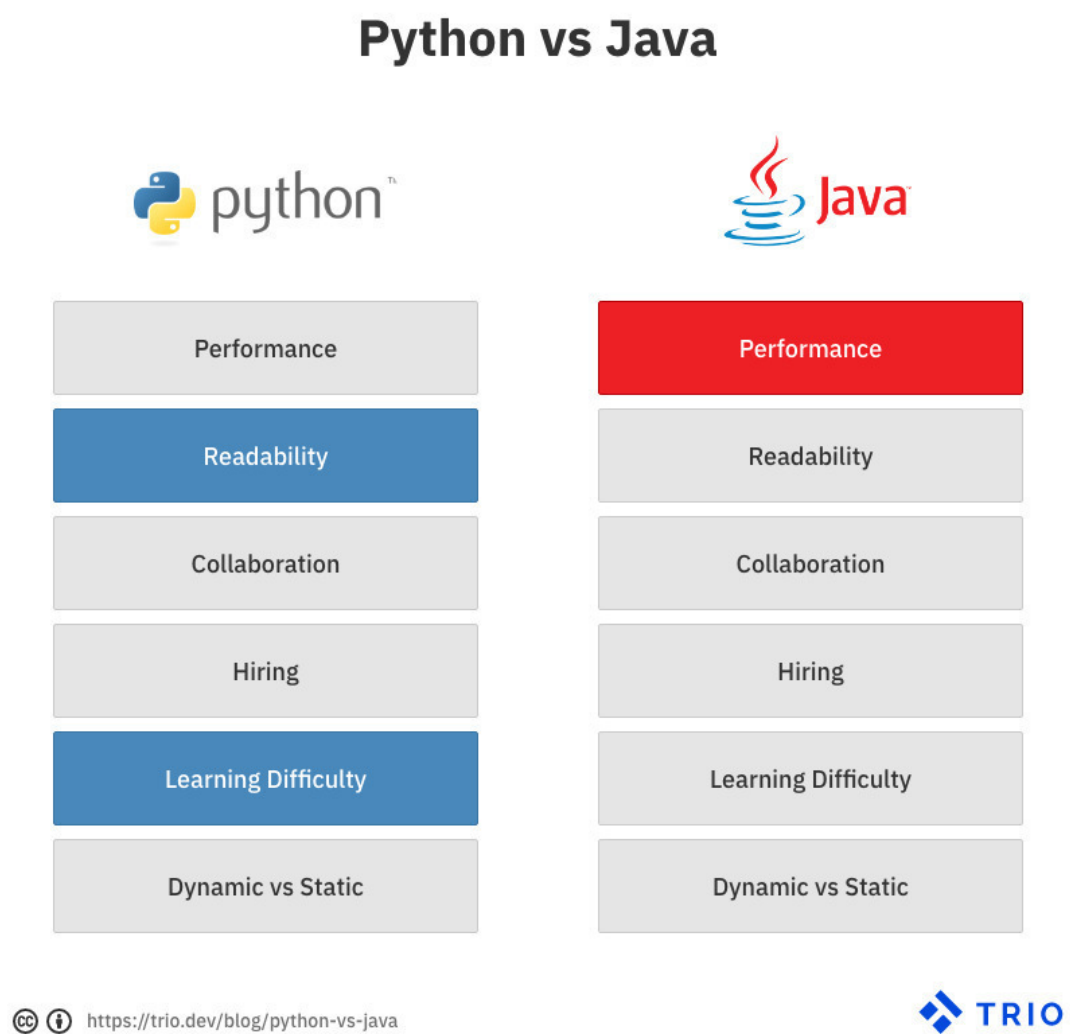 Python vs Java
python
Java
Performance
Readability
Collaboration
Hiring
Learning Difficulty
Dynamic vs Static
Performance
Readability
Collaboration
Hiring
Learning Difficulty
Dynamic vs Static
cc https://trio.dev/blog/python-vs-java
TRIO